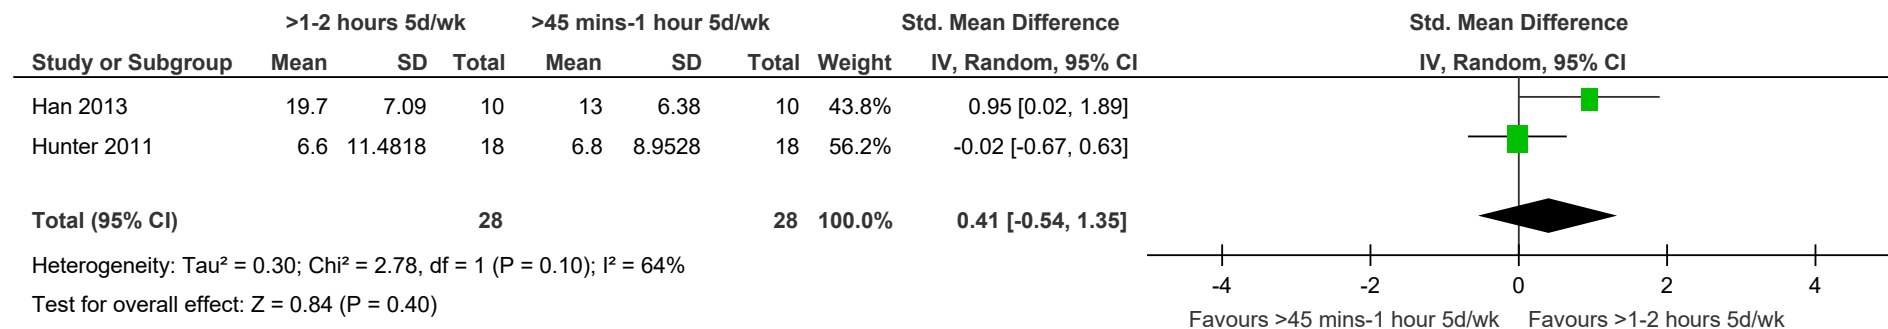 >1-2 hours 5d/wk >45 mins-1 hour 5d/wk Std. Mean Difference Std. Mean Difference
Study or Subgroup Mean SD Total Mean SD Total Weight IV, Random, 95% CI IV, Random, 95% CI
Han 2013 19.7 7.09 10 13 6.38 10 43.8% 0.95 [0.02, 1.89]
Hunter 2011 6.6 11.4818 18 6.8 8.9528 18 56.2% -0.02 [-0.67, 0.63]
Total (95% CI) 28 28 100.0% 0.41 [-0.54, 1.35]
Heterogeneity: Tau² = 0.30; Chi² = 2.78, df = 1 (P = 0.10); I² = 64%
Test for overall effect: Z = 0.84 (P = 0.40)
-4 -2 0 2 4
Favours >45 mins-1 hour 5d/wk Favours >1-2 hours 5d/wk